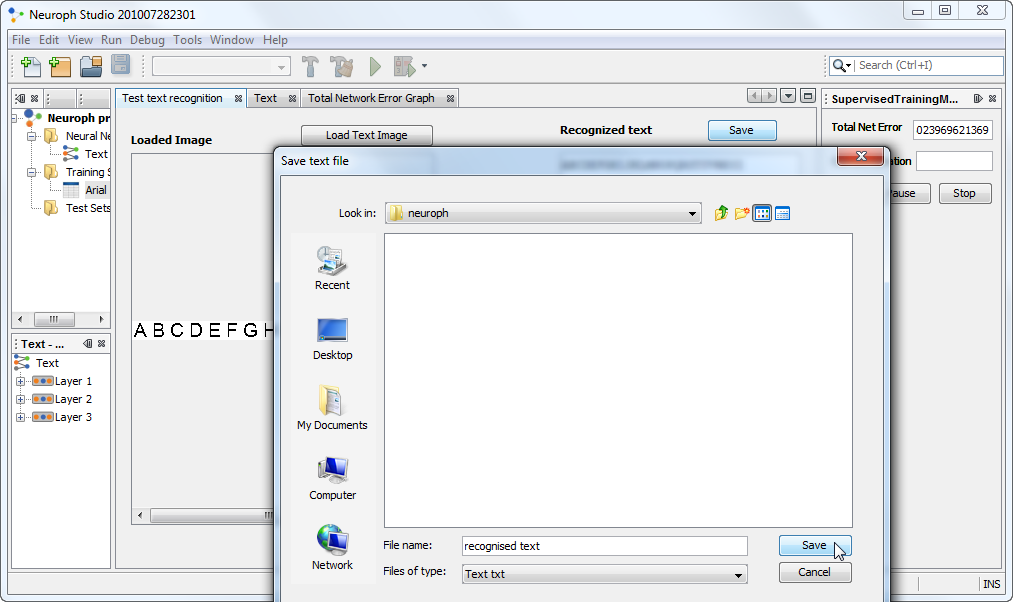 Neuroph Studio 201007282301
File Edit View Run Debug Tools Window Help
Search (Ctrl+I)
Test text recognition Text Total Network Error Graph
SupervisedTrainingM...
Neuroph pr
Neural Ne
Text
Training S
Arial
Test Sets
Loaded Image
Load Text Image
Recognized text
Save
Total Net Error 023969621369
ation
ause
Stop
A B C D E F G H
Text - ...
Text
Layer 1
Layer 2
Layer 3
Save text file
Look in: neuroph
Recent
Desktop
My Documents
Computer
Network
File name: recognised text
Save
Files of type: Text txt
Cancel
INS